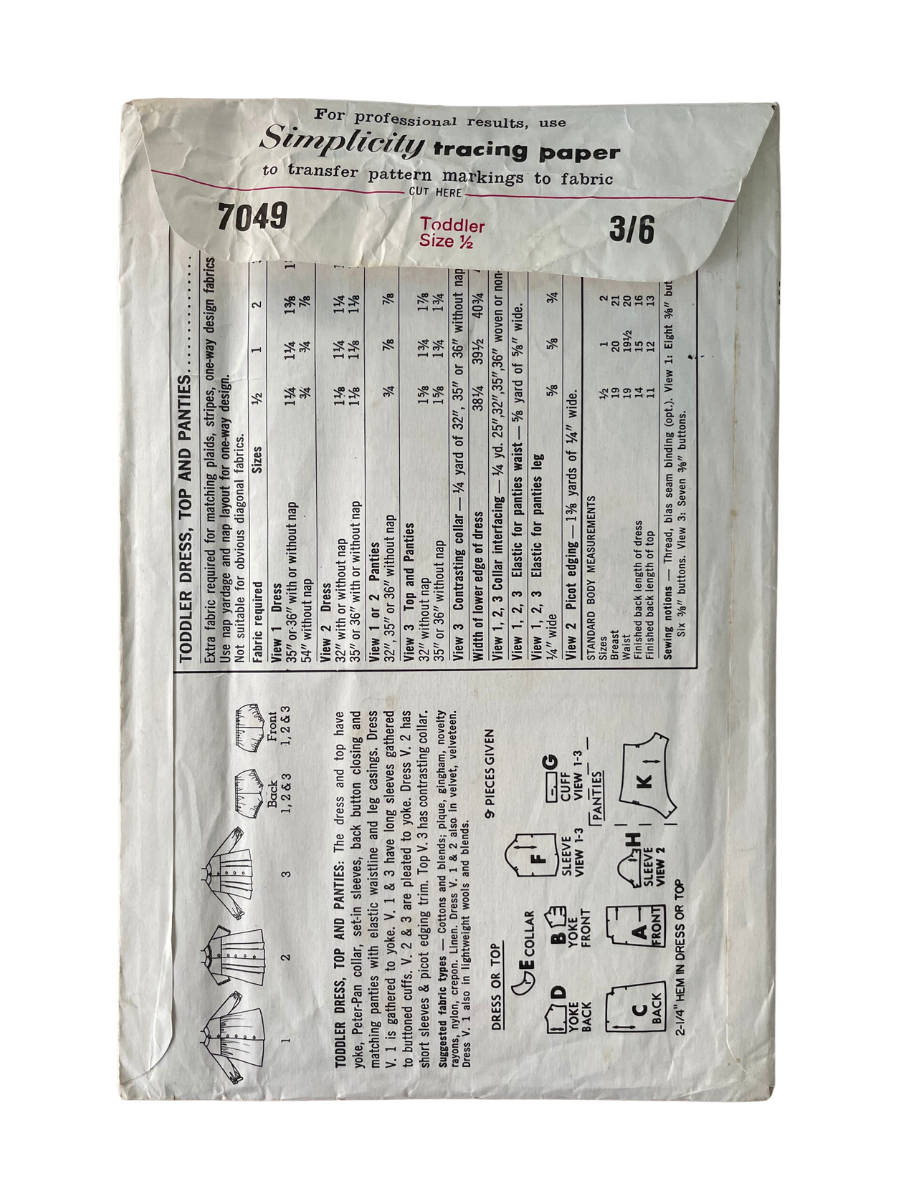 For professional results, use
Simplicity tracing paper
to transfer pattern markings to fabric
CUT HERE
7049
Toddler
Size ½
3/6
TODDLER DRESS, TOP AND PANTIES
Extra fabric required for matching plaids, stripes, one-way design fabrics
Use nap yardage and nap layout for one-way design.
Not suitable for obvious diagonal fabrics.
Fabric required Sizes ½ 1 2
View 1 Dress
35" or 36" with or without nap 1¼ 1¼ 1⅜
54" without nap ¾ ¾ ⅞
View 2 Dress
32" with or without nap 1⅛ 1¼ 1¼
35" or 36" with or without nap 1⅛ 1⅛ 1⅛
View 1 or 2 Panties
32", 35" or 36" without nap ¾ ⅞ ⅞
View 3 Top and Panties
32" without nap 1⅝ 1¾ 1⅞
35" or 36" without nap 1⅝ 1¾ 1¾
View 3 Contrasting collar — ¼ yard of 32", 35" or 36" without nap
Width of lower edge of dress 38¼ 39½ 40¾
View 1, 2, 3 Collar interfacing — ¼ yd. 25",32",35",36" woven or non-
View 1, 2, 3 Elastic for panties waist — ⅝ yard of ⅝" wide.
View 1, 2, 3 Elastic for panties leg
¼" wide ⅝ ⅝ ¾
View 2 Picot edging — 1⅜ yards of ¼" wide.
STANDARD BODY MEASUREMENTS
Sizes ½ 1 2
Breast 19 20 21
Waist 19 19½ 20
Finished back length of dress 14 15 16
Finished back length of top 11 12 13
Sewing notions — Thread, bias seam binding (opt.). View 1: Eight ⅜" but
Six ⅜" buttons. View 3: Seven ⅜" buttons.
1
2
3
Back
1, 2 & 3
Front
1, 2 & 3
TODDLER DRESS, TOP AND PANTIES: The dress and top have
yoke, Peter-Pan collar, set-in sleeves, back button closing and
matching panties with elastic waistline and leg casings. Dress
V. 1 is gathered to yoke. V. 1 & 3 have long sleeves gathered
to buttoned cuffs. V. 2 & 3 are pleated to yoke. Dress V. 2 has
short sleeves & picot edging trim. Top V. 3 has contrasting collar.
Suggested fabric types — Cottons and blends; pique, gingham, novelty
rayons, nylon, crepon. Linen. Dress V. 1 & 2 also in velvet, velveteen.
Dress V. 1 also in lightweight wools and blends.
9 PIECES GIVEN
DRESS OR TOP
E COLLAR
F
SLEEVE
VIEW 1-3
G
CUFF
VIEW 1-3
PANTIES
D
YOKE
BACK
B
YOKE
FRONT
H
SLEEVE
VIEW 2
K
C
BACK
A
FRONT
2-1/4" HEM IN DRESS OR TOP